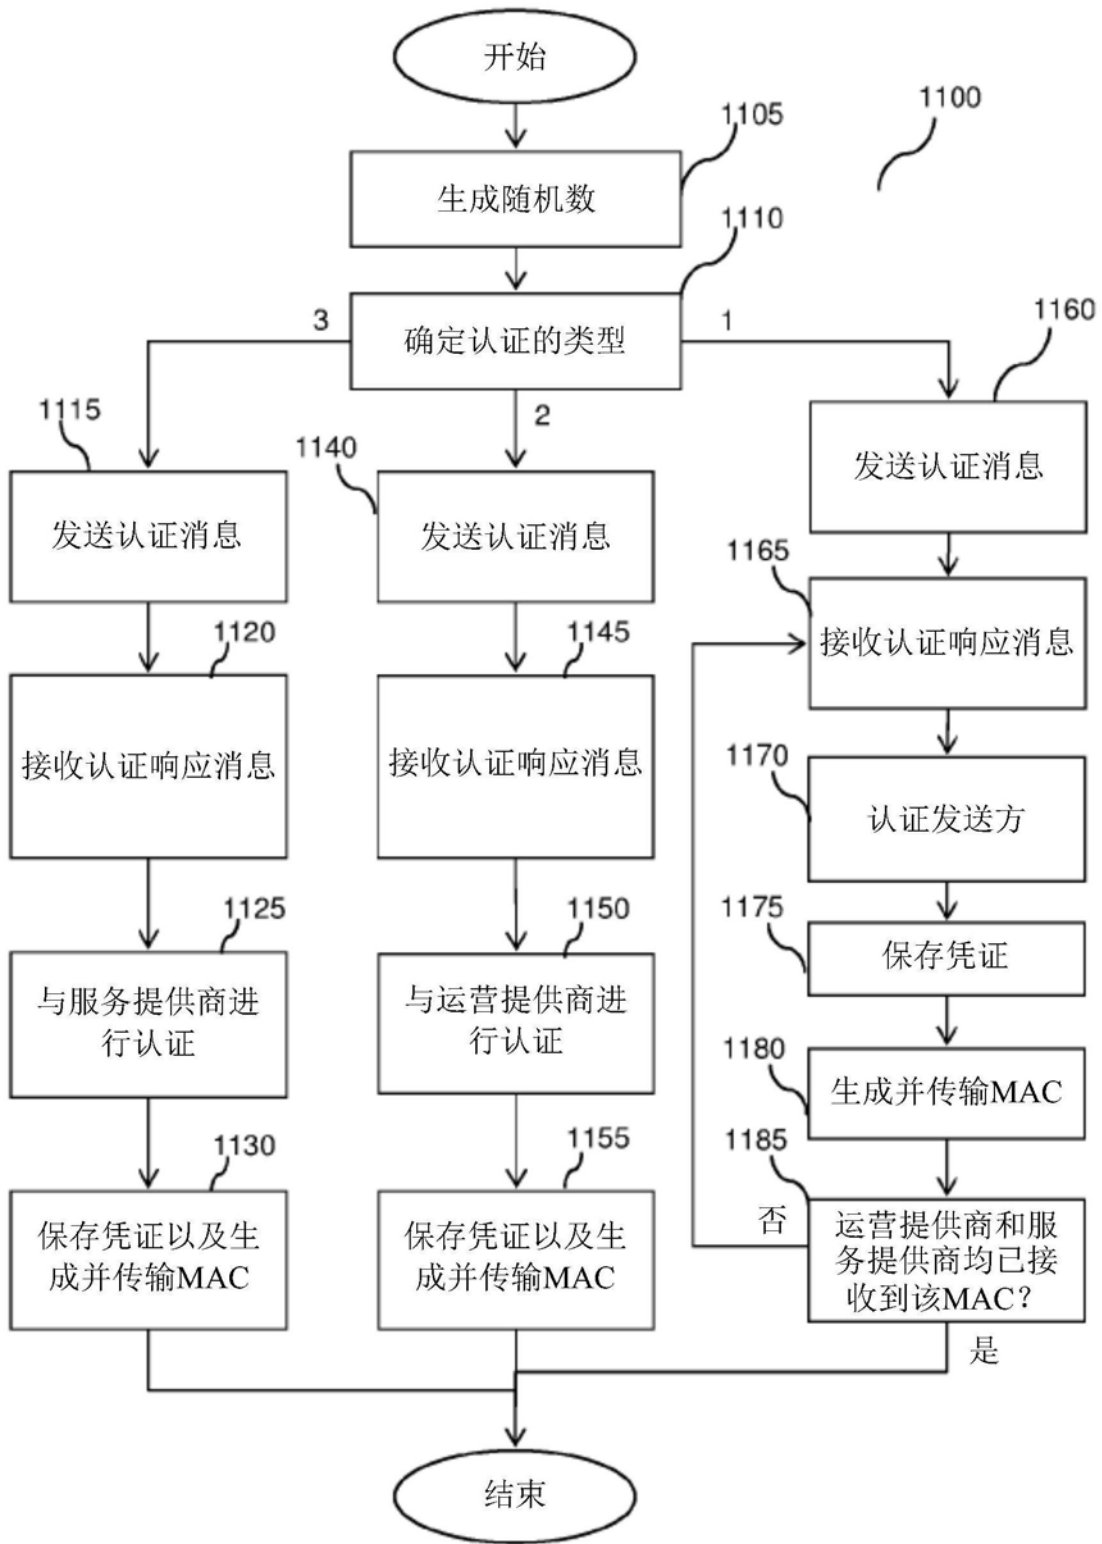 开始
1100
1105
生成随机数
1110
确定认证的类型
3
2
1
1115
发送认证消息
1120
接收认证响应消息
1125
与服务提供商进
行认证
1130
保存凭证以及生
成并传输MAC
1140
发送认证消息
1145
接收认证响应消息
1150
与运营提供商进
行认证
1155
保存凭证以及生
成并传输MAC
1160
发送认证消息
1165
接收认证响应消息
1170
认证发送方
1175
保存凭证
1180
生成并传输MAC
1185
运营提供商和服
务提供商均已接
收到该MAC？
否
是
结束